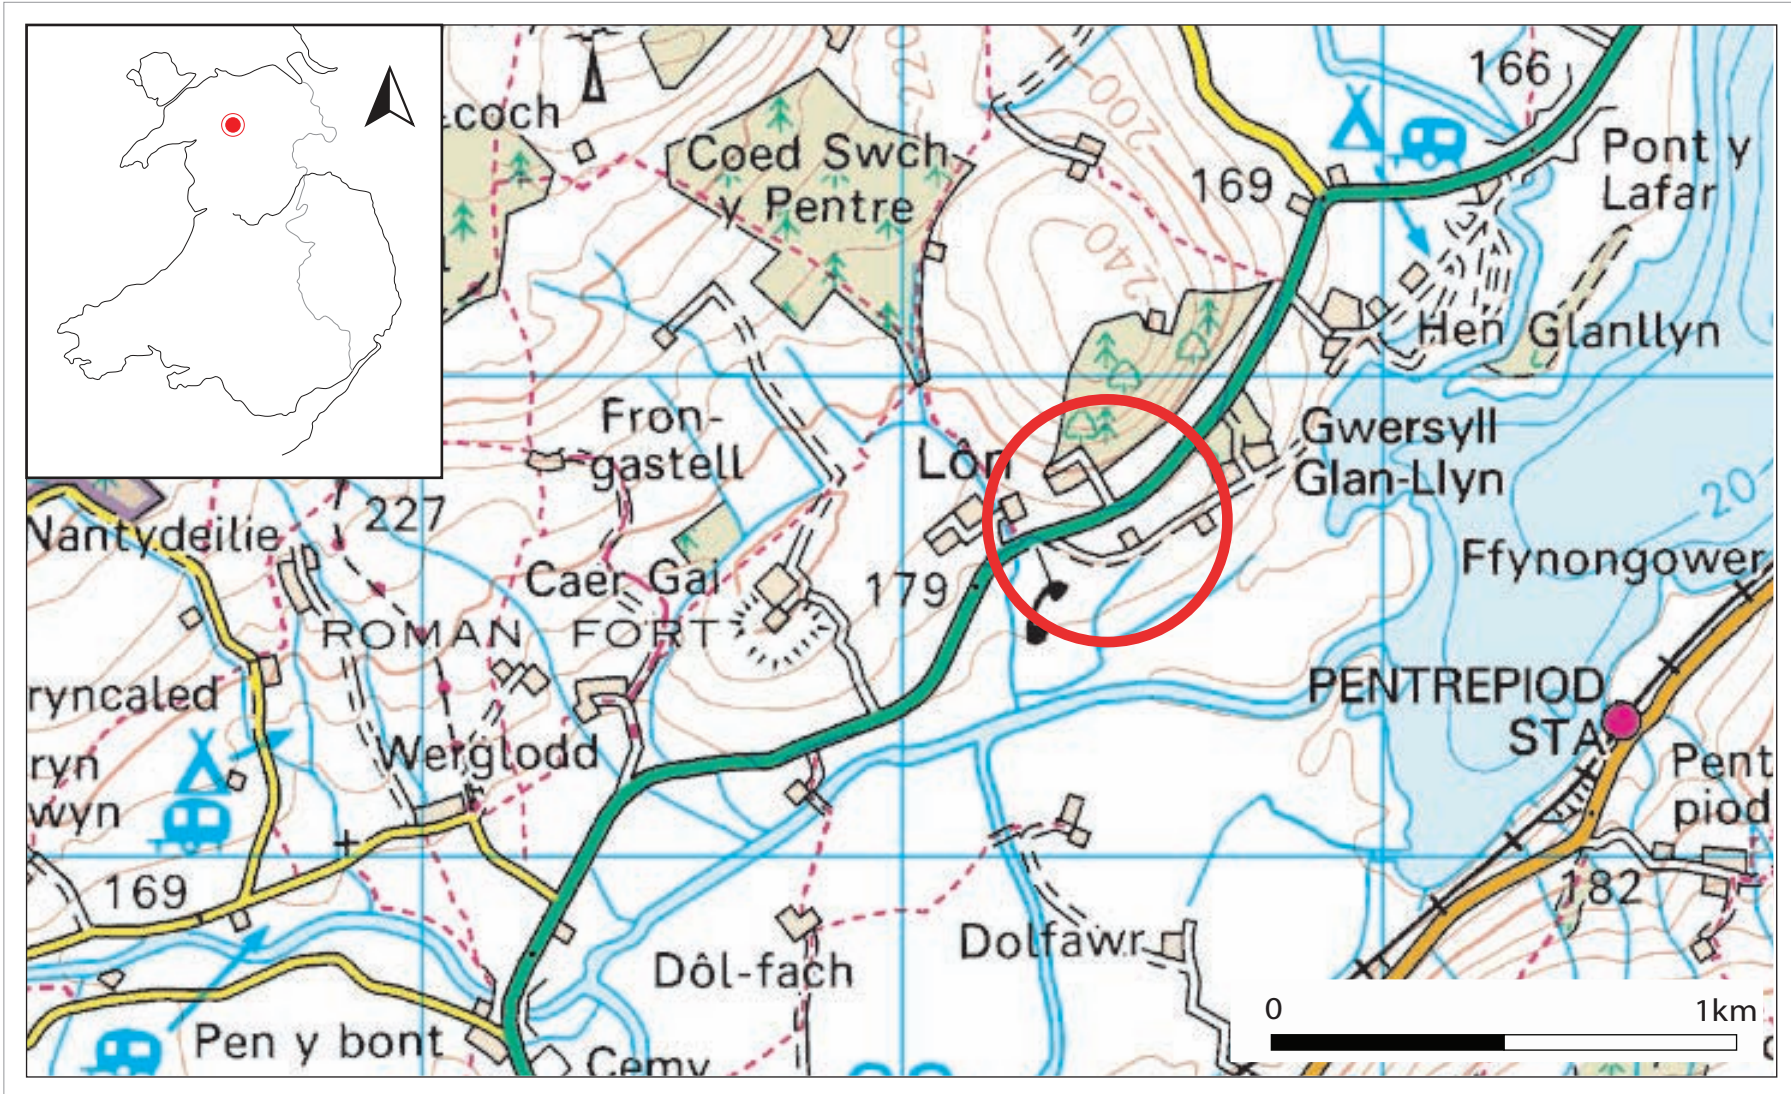 166
coch
Coed Swch
y Pentre
200
169
Pont y
Lafar
240
Hen Glanllyn
Fron-
gastell
Lôn
Gwersyll
Glan-Llyn
20
227
Nantydeilie
Ffynongower
Caer Gai
179
ROMAN FORT
ryncaled
PENTREPIOD
STA
Werglodd
ryn
wyn
Pent
piod
169
182
Dolfawr
Dôl-fach
0 1km
Pen y bont
Cemy